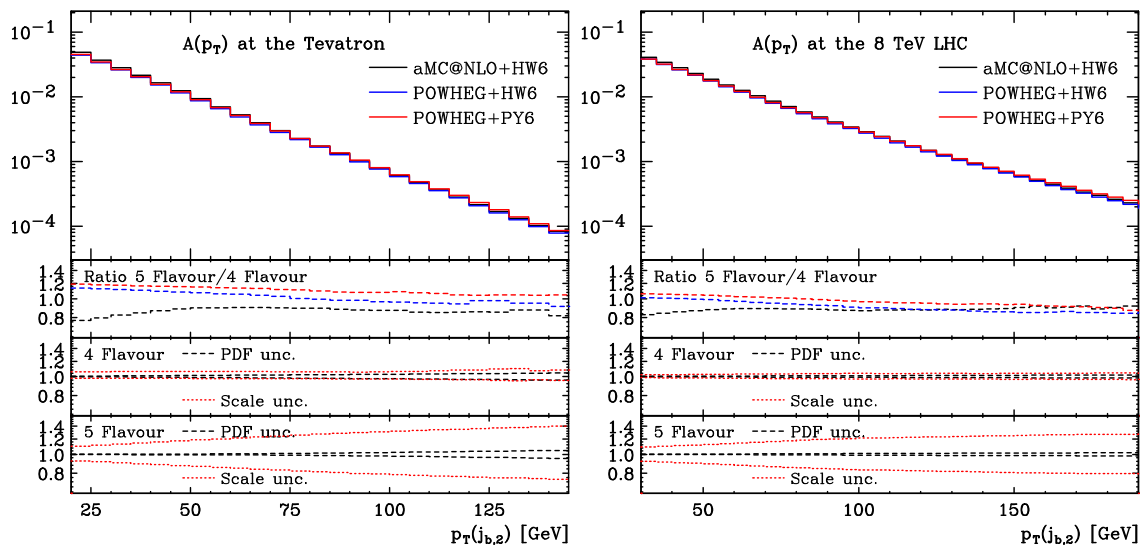 A(p_T) at the Tevatron
aMC@NLO+HW6
POWHEG+HW6
POWHEG+PY6
10⁻¹
10⁻²
10⁻³
10⁻⁴
Ratio 5 Flavour/4 Flavour
1.4
1.2
1.0
0.8
4 Flavour
PDF unc.
Scale unc.
1.4
1.2
1.0
0.8
5 Flavour
PDF unc.
Scale unc.
1.4
1.2
1.0
0.8
25 50 75 100 125
p_T(j_{b,2}) [GeV]
A(p_T) at the 8 TeV LHC
aMC@NLO+HW6
POWHEG+HW6
POWHEG+PY6
10⁻¹
10⁻²
10⁻³
10⁻⁴
Ratio 5 Flavour/4 Flavour
1.4
1.2
1.0
0.8
4 Flavour
PDF unc.
Scale unc.
1.4
1.2
1.0
0.8
5 Flavour
PDF unc.
Scale unc.
1.4
1.2
1.0
0.8
50 100 150
p_T(j_{b,2}) [GeV]